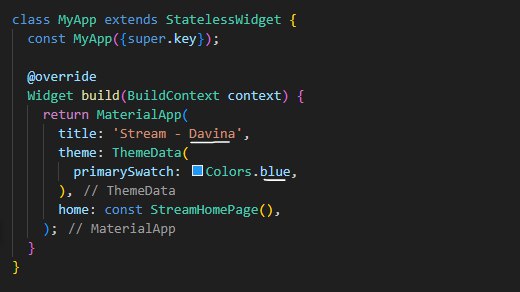 class MyApp extends StatelessWidget {
  const MyApp({super.key});

  @override
  Widget build(BuildContext context) {
    return MaterialApp(
      title: 'Stream - Davina',
      theme: ThemeData(
        primarySwatch: Colors.blue,
      ), // ThemeData
      home: const StreamHomePage(),
    ); // MaterialApp
  }
}